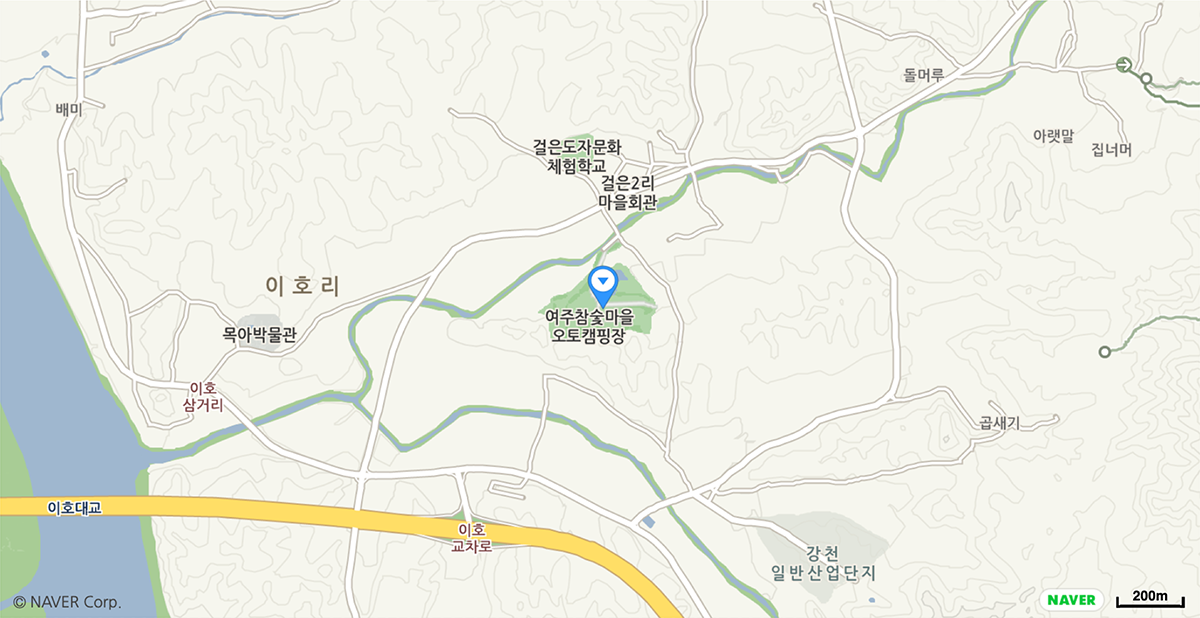 배미
돌머루
아랫말
집너머
걸은도자문화
체험학교
걸은2리
마을회관
이호리
여주참숯마을
오토캠핑장
목아박물관
이호
삼거리
곱새기
이호대교
이호
교차로
강천
일반산업단지
© NAVER Corp.
NAVER
200m